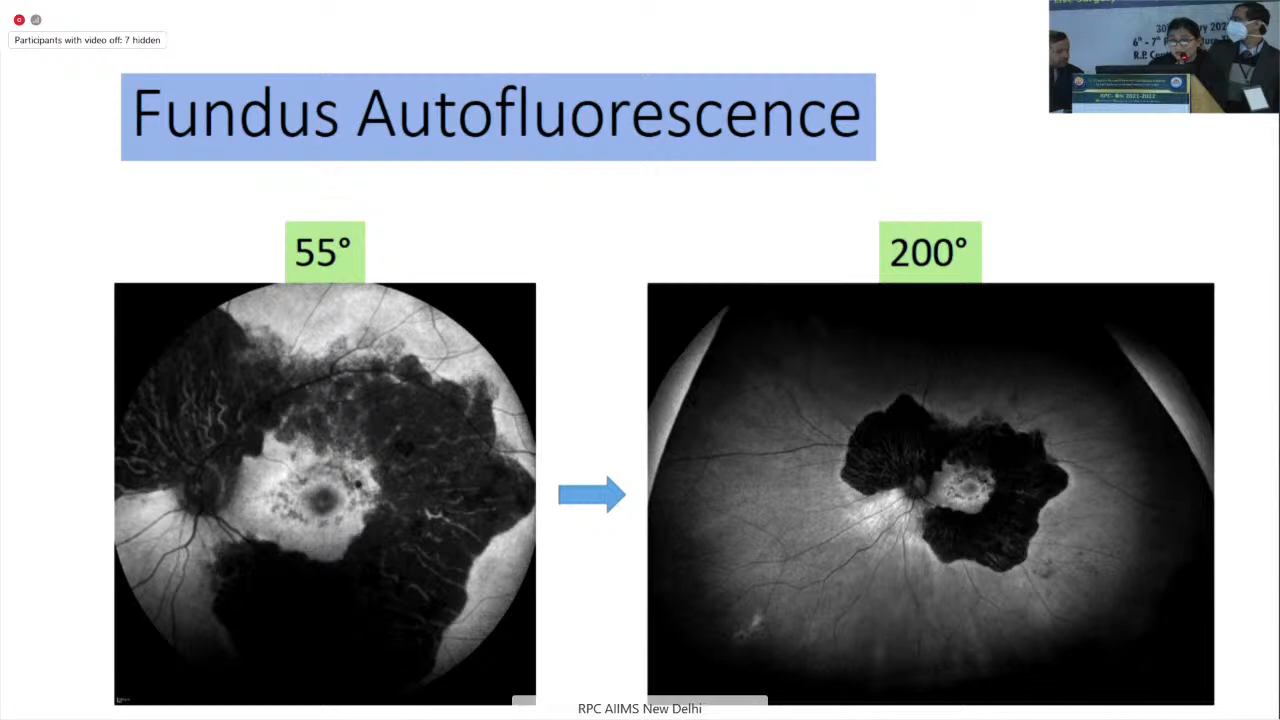 Participants with video off: 7 hidden
Fundus Autofluorescence
55°
200°
RPC AIIMS New Delhi